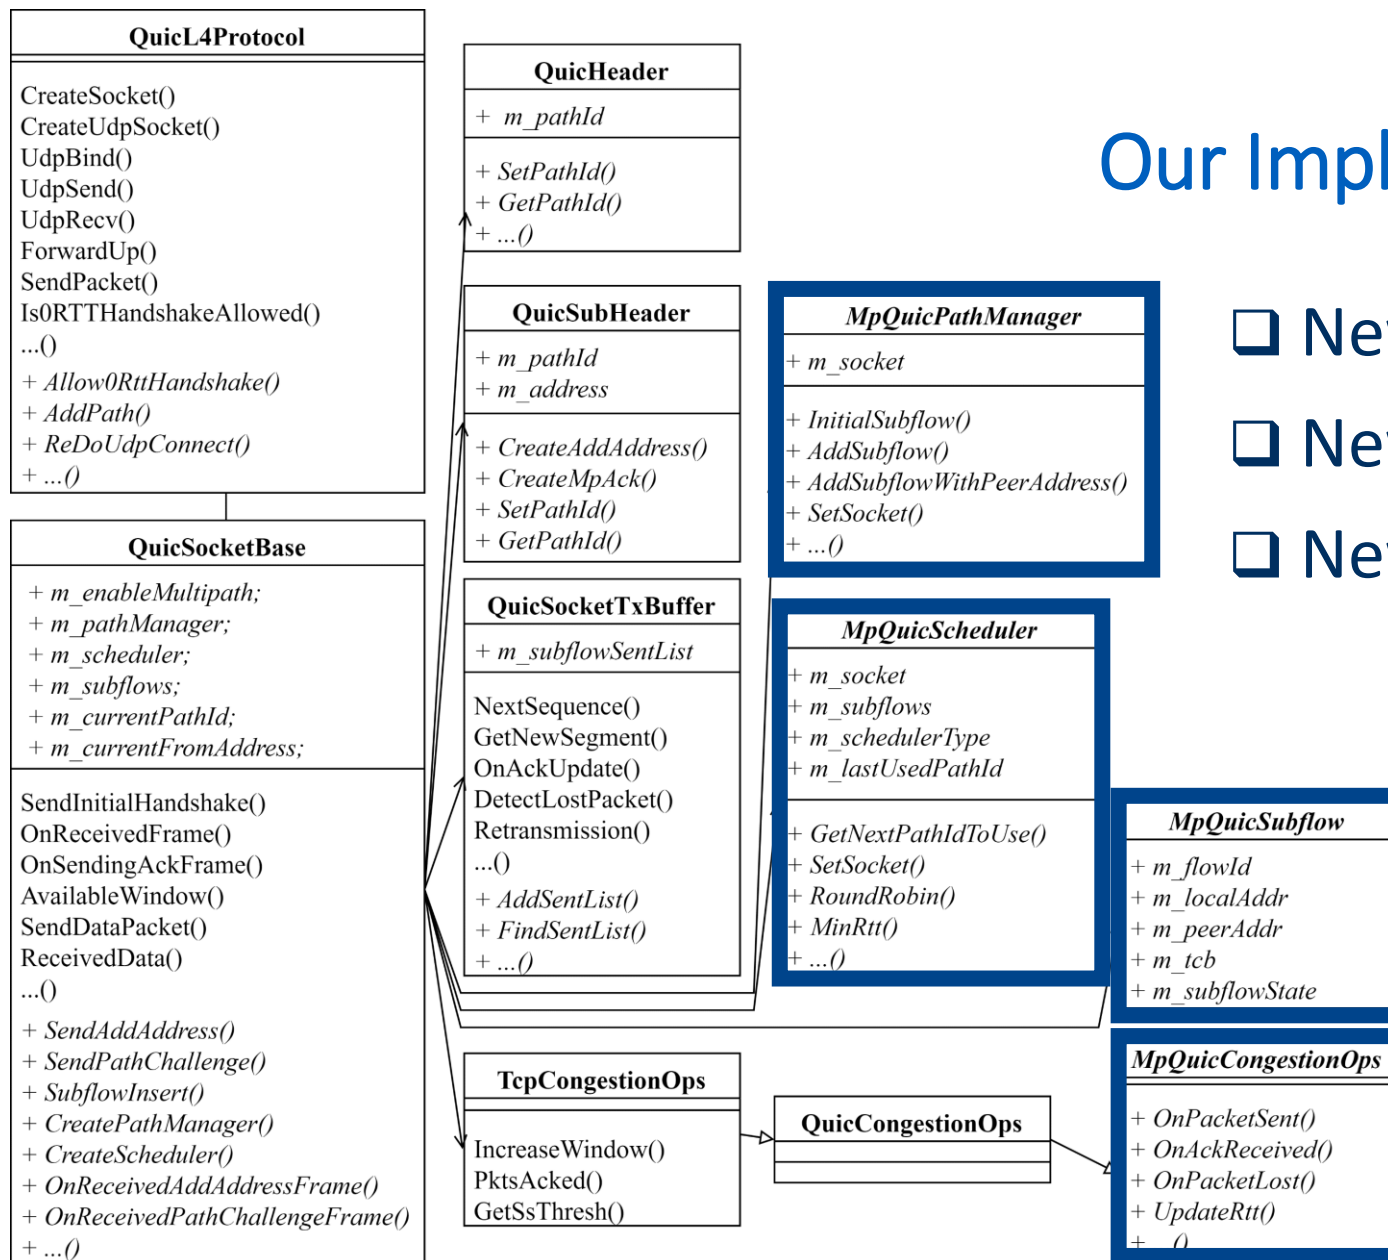 QuicL4Protocol
CreateSocket()
CreateUdpSocket()
UdpBind()
UdpSend()
UdpRecv()
ForwardUp()
SendPacket()
Is0RTTHandshakeAllowed()
...()
+ Allow0RttHandshake()
+ AddPath()
+ ReDoUdpConnect()
+ ...()
QuicSocketBase
+ m_enableMultipath;
+ m_pathManager;
+ m_scheduler;
+ m_subflows;
+ m_currentPathId;
+ m_currentFromAddress;
SendInitialHandshake()
OnReceivedFrame()
OnSendingAckFrame()
AvailableWindow()
SendDataPacket()
ReceivedData()
...()
+ SendAddAddress()
+ SendPathChallenge()
+ SubflowInsert()
+ CreatePathManager()
+ CreateScheduler()
+ OnReceivedAddAddressFrame()
+ OnReceivedPathChallengeFrame()
+ ...()
QuicHeader
+ m_pathId
+ SetPathId()
+ GetPathId()
+ ...()
QuicSubHeader
+ m_pathId
+ m_address
+ CreateAddAddress()
+ CreateMpAck()
+ SetPathId()
+ GetPathId()
QuicSocketTxBuffer
+ m_subflowSentList
NextSequence()
GetNewSegment()
OnAckUpdate()
DetectLostPacket()
Retransmission()
...()
+ AddSentList()
+ FindSentList()
+ ...()
TcpCongestionOps
IncreaseWindow()
PktsAcked()
GetSsThresh()
QuicCongestionOps
MpQuicPathManager
+ m_socket
+ InitialSubflow()
+ AddSubflow()
+ AddSubflowWithPeerAddress()
+ SetSocket()
+ ...()
MpQuicScheduler
+ m_socket
+ m_subflows
+ m_schedulerType
+ m_lastUsedPathId
+ GetNextPathIdToUse()
+ SetSocket()
+ RoundRobin()
+ MinRtt()
+ ...()
MpQuicSubflow
+ m_flowId
+ m_localAddr
+ m_peerAddr
+ m_tcb
+ m_subflowState
MpQuicCongestionOps
+ OnPacketSent()
+ OnAckReceived()
+ OnPacketLost()
+ UpdateRtt()
+ ...()
Our Impl
❑ Ne
❑ Ne
❑ Ne